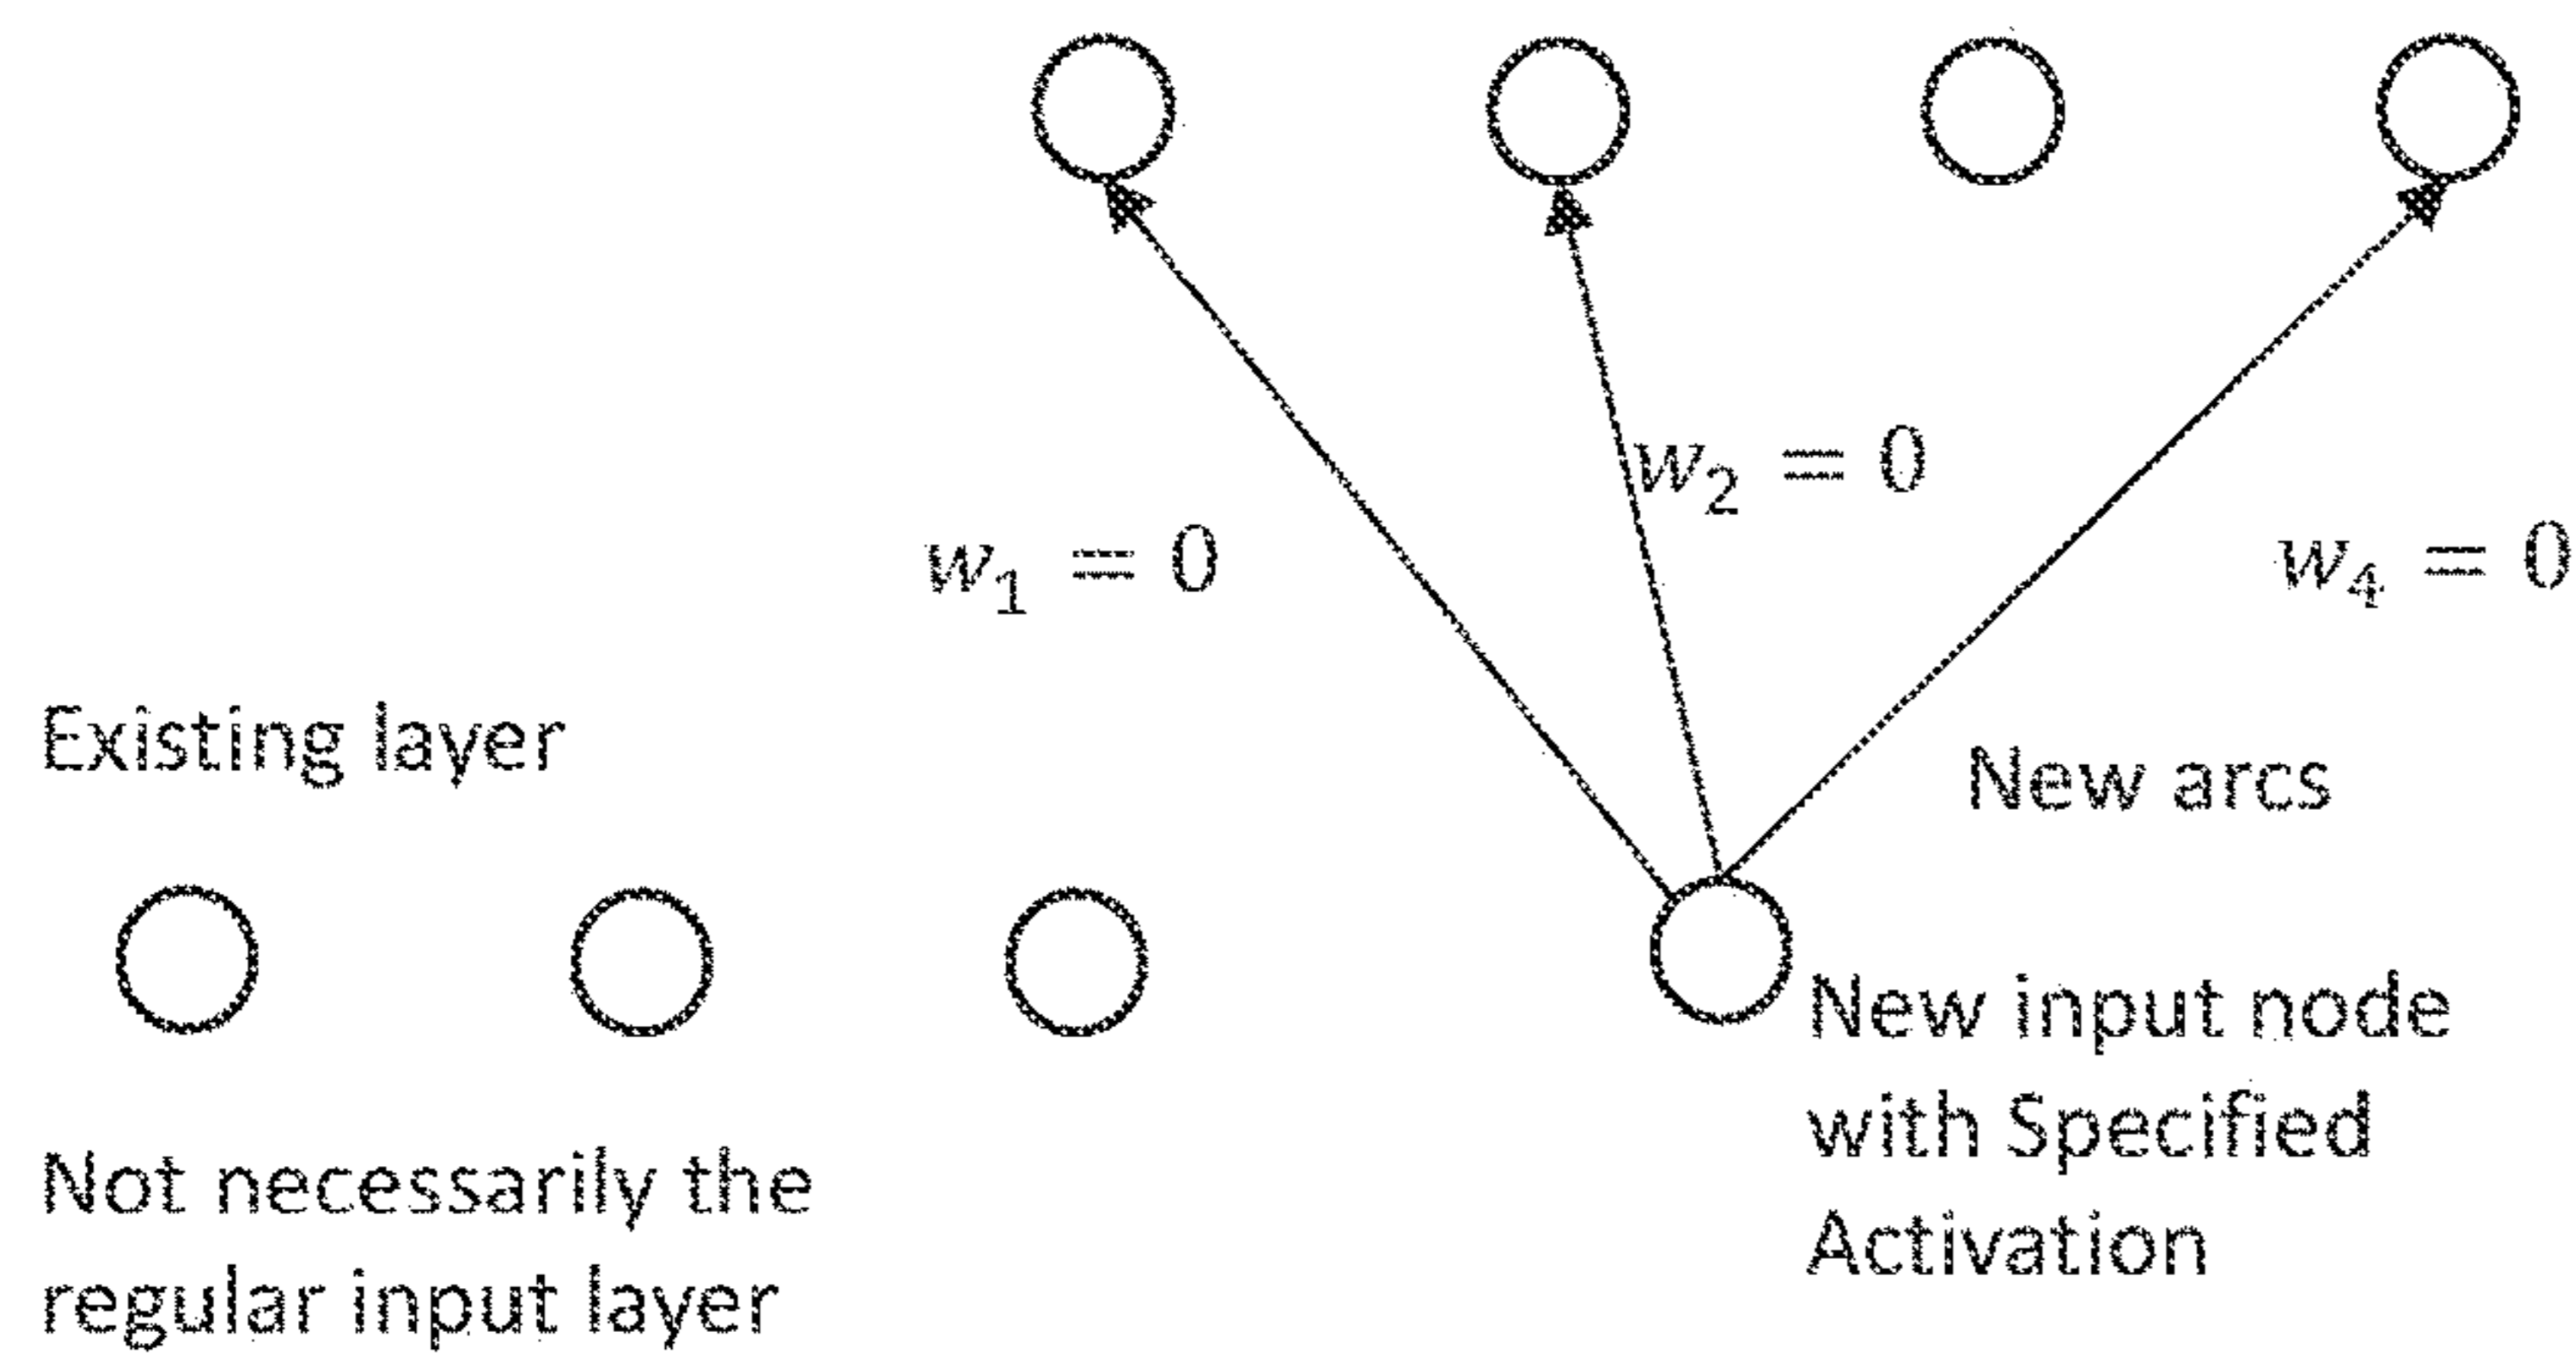 w₂ = 0
w₁ = 0
w₄ = 0
Existing layer
New arcs
New input node
with Specified
Activation
Not necessarily the
regular input layer